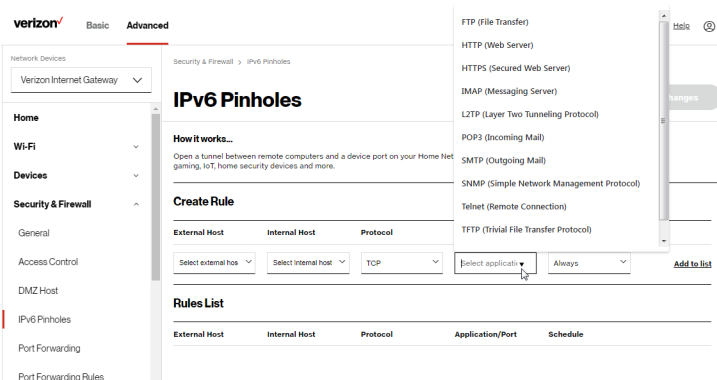 verizon✓
Basic
Advanced
Help
Network Devices
Verizon Internet Gateway
Home
Wi-Fi
Devices
Security & Firewall
General
Access Control
DMZ Host
IPv6 Pinholes
Port Forwarding
Port Forwarding Rules
Security & Firewall > IPv6 Pinholes
IPv6 Pinholes
hanges
How it works...
Open a tunnel between remote computers and a device port on your Home Net
gaming, IoT, home security devices and more.
Create Rule
External Host Internal Host Protocol
Select external hos Select Internal host TCP Select applicatio Always Add to list
FTP (File Transfer)
HTTP (Web Server)
HTTPS (Secured Web Server)
IMAP (Messaging Server)
L2TP (Layer Two Tunneling Protocol)
POP3 (Incoming Mail)
SMTP (Outgoing Mail)
SNMP (Simple Network Management Protocol)
Telnet (Remote Connection)
TFTP (Trivial File Transfer Protocol)
Rules List
External Host Internal Host Protocol Application/Port Schedule